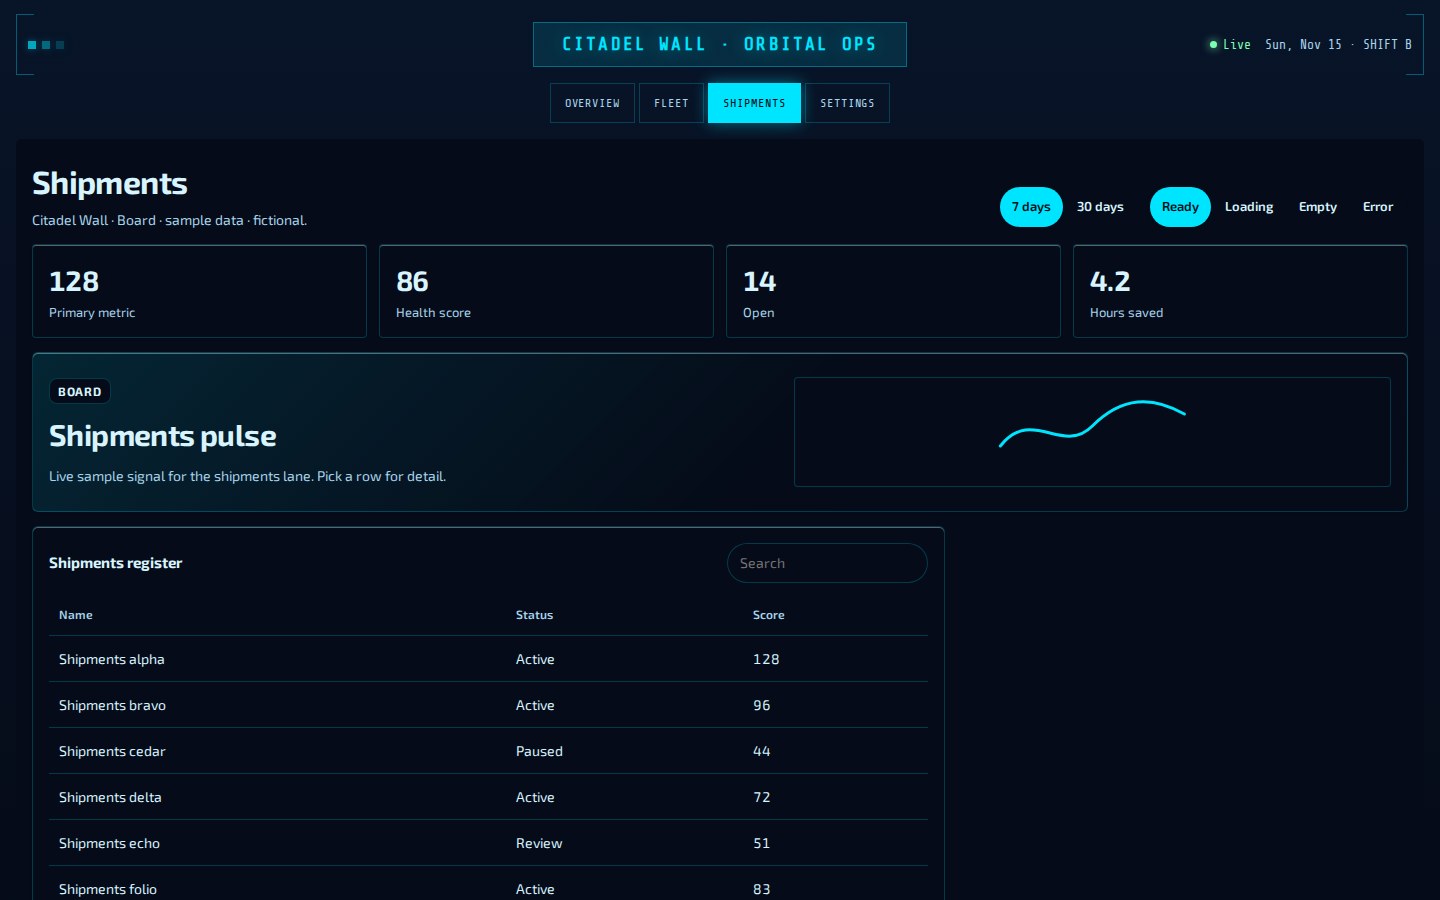 CITADEL WALL · ORBITAL OPS
Live Sun, Nov 15 · SHIFT B
OVERVIEW FLEET SHIPMENTS SETTINGS
Shipments
Citadel Wall · Board · sample data · fictional.
7 days 30 days Ready Loading Empty Error
128 86 14 4.2
Primary metric Health score Open Hours saved
BOARD
Shipments pulse
Live sample signal for the shipments lane. Pick a row for detail.
Shipments register Search
Name Status Score
Shipments alpha Active 128
Shipments bravo Active 96
Shipments cedar Paused 44
Shipments delta Active 72
Shipments echo Review 51
Shipments folio Active 83